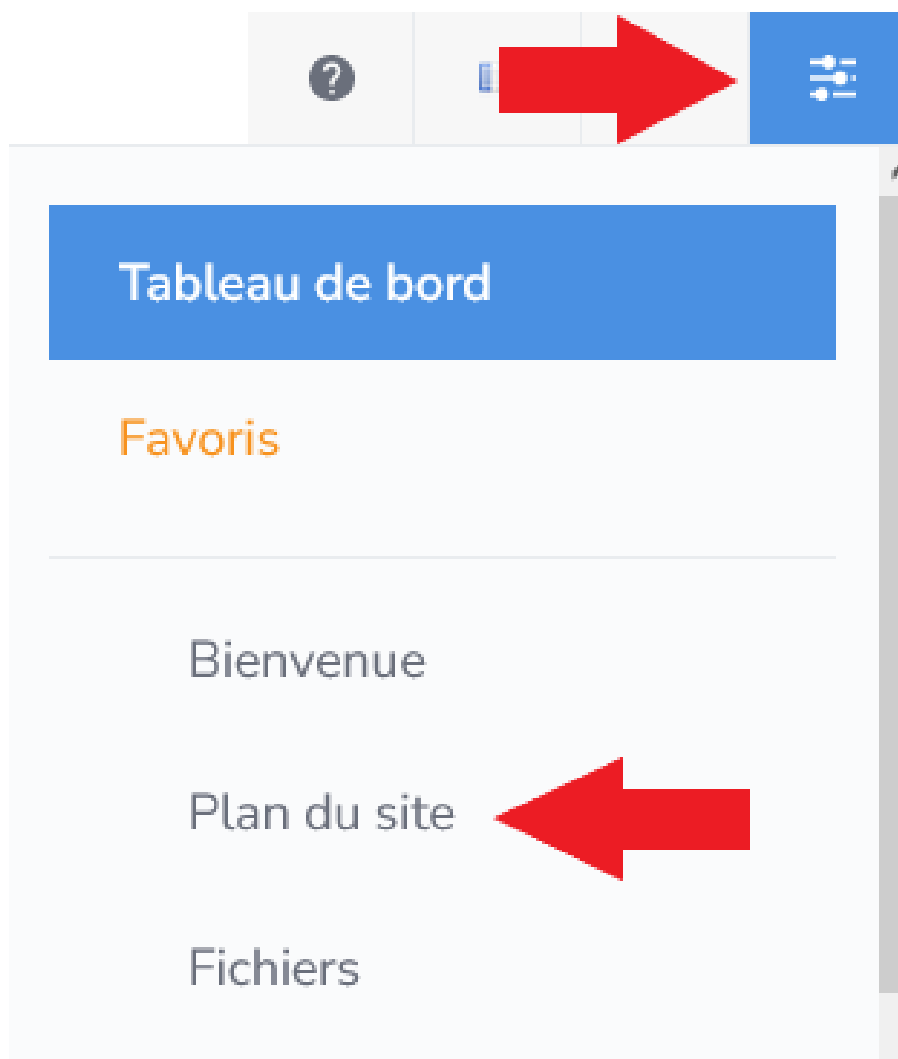 Tableau de bord
Favoris
Bienvenue
Plan du site
Fichiers